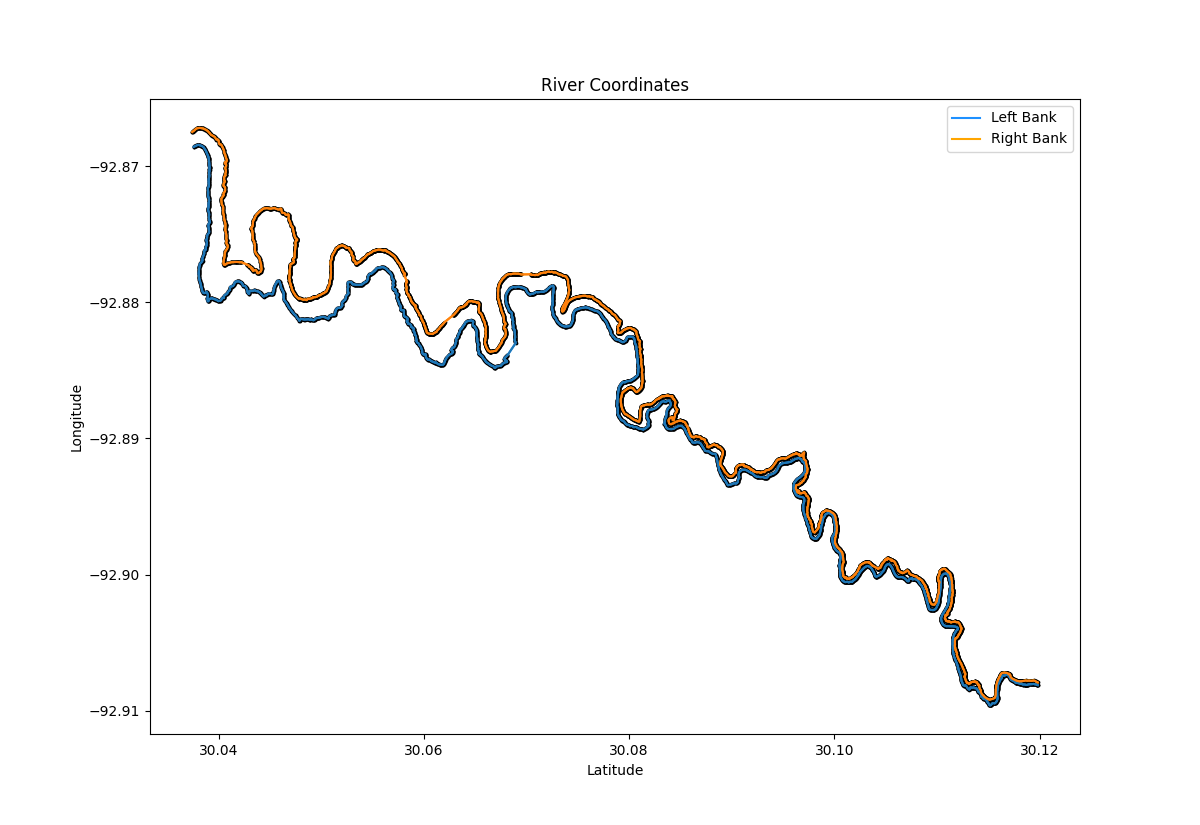 River Coordinates
Left Bank
Right Bank
−92.87
−92.88
−92.89
−92.90
−92.91
Longitude
30.04 30.06 30.08 30.10 30.12
Latitude